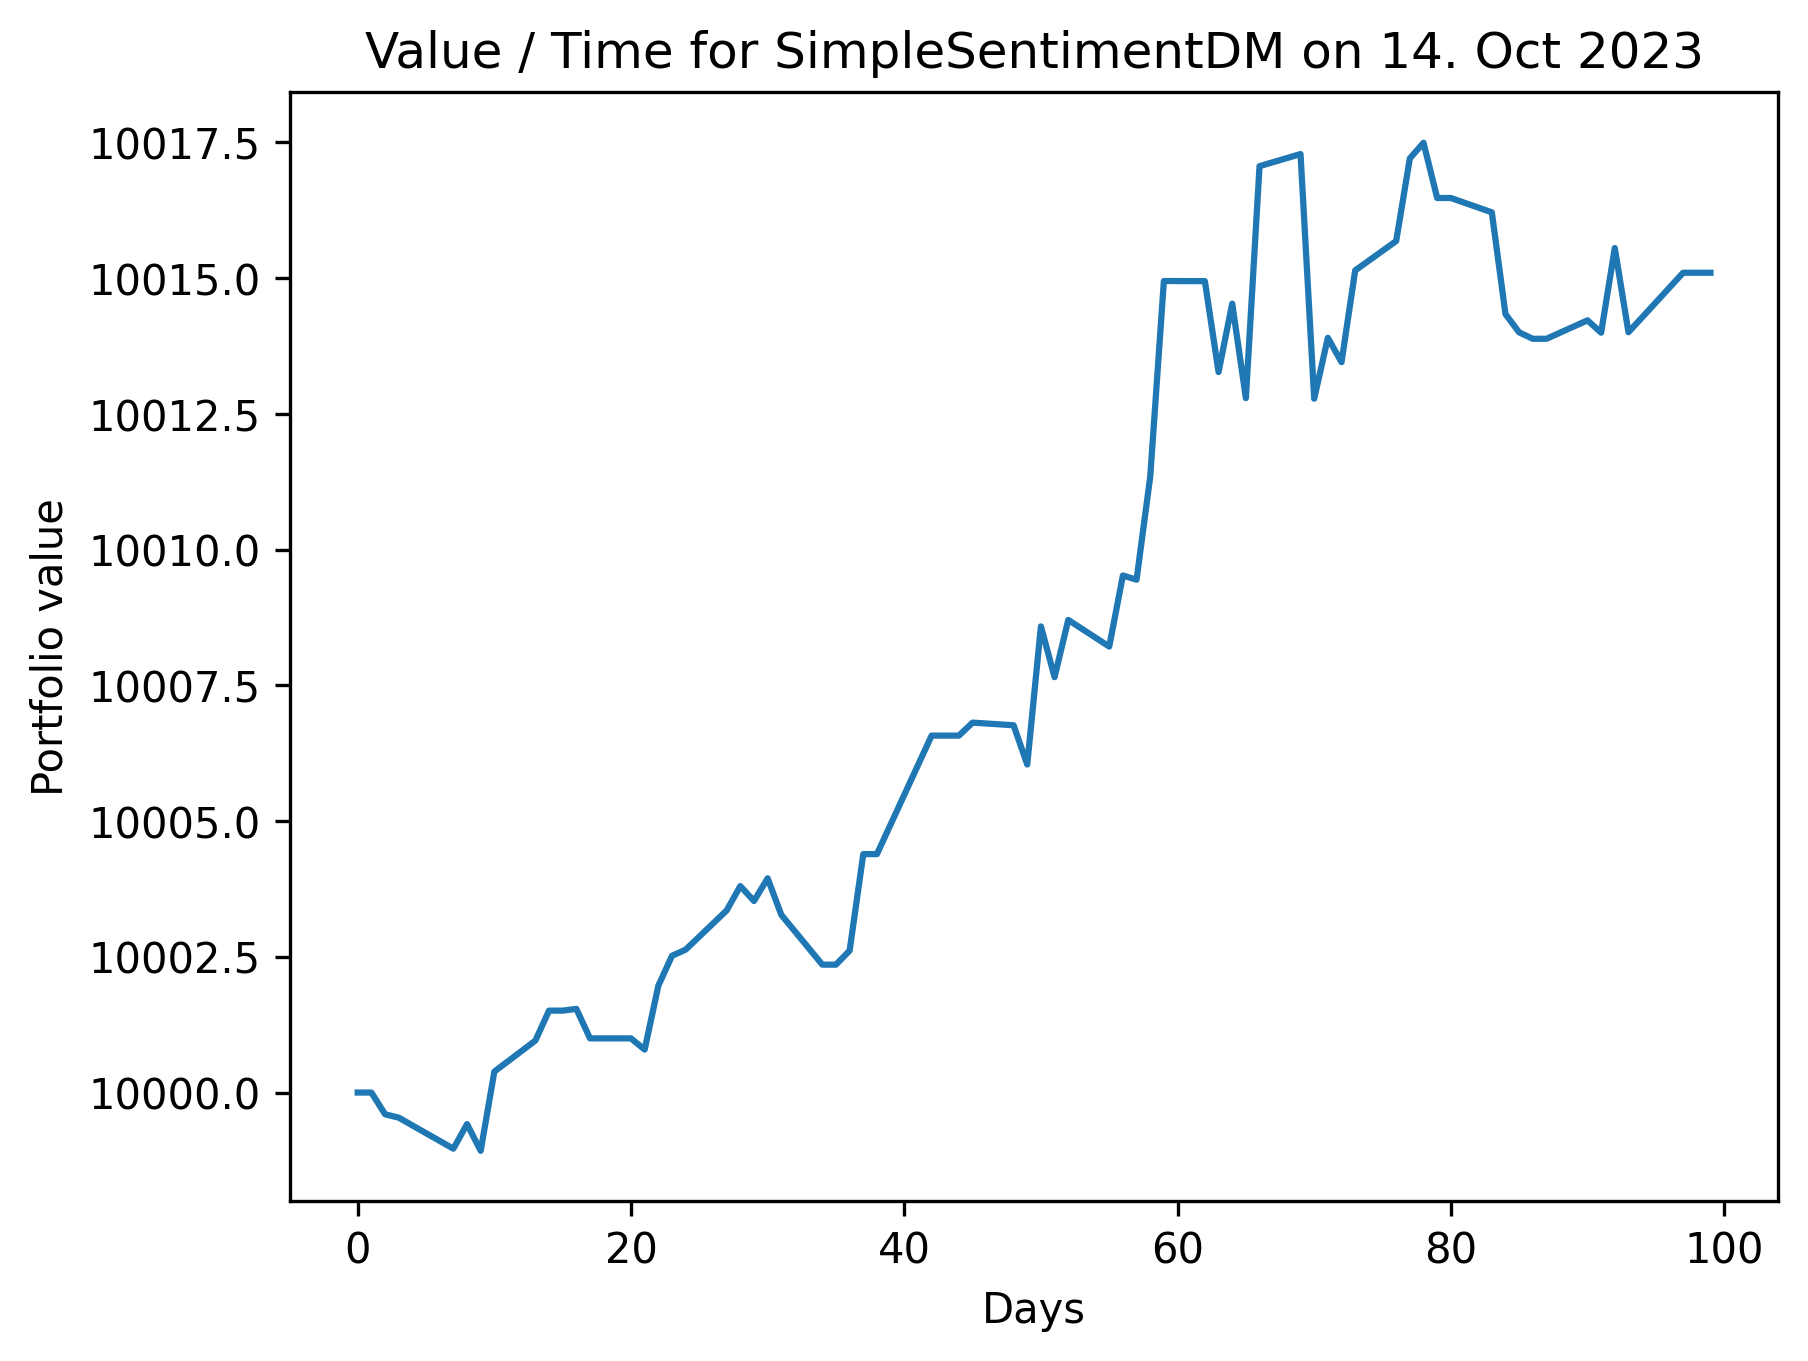 Value / Time for SimpleSentimentDM on 14. Oct 2023
10017.5
10015.0
10012.5
10010.0
10007.5
10005.0
10002.5
10000.0
Portfolio value
0 20 40 60 80 100
Days